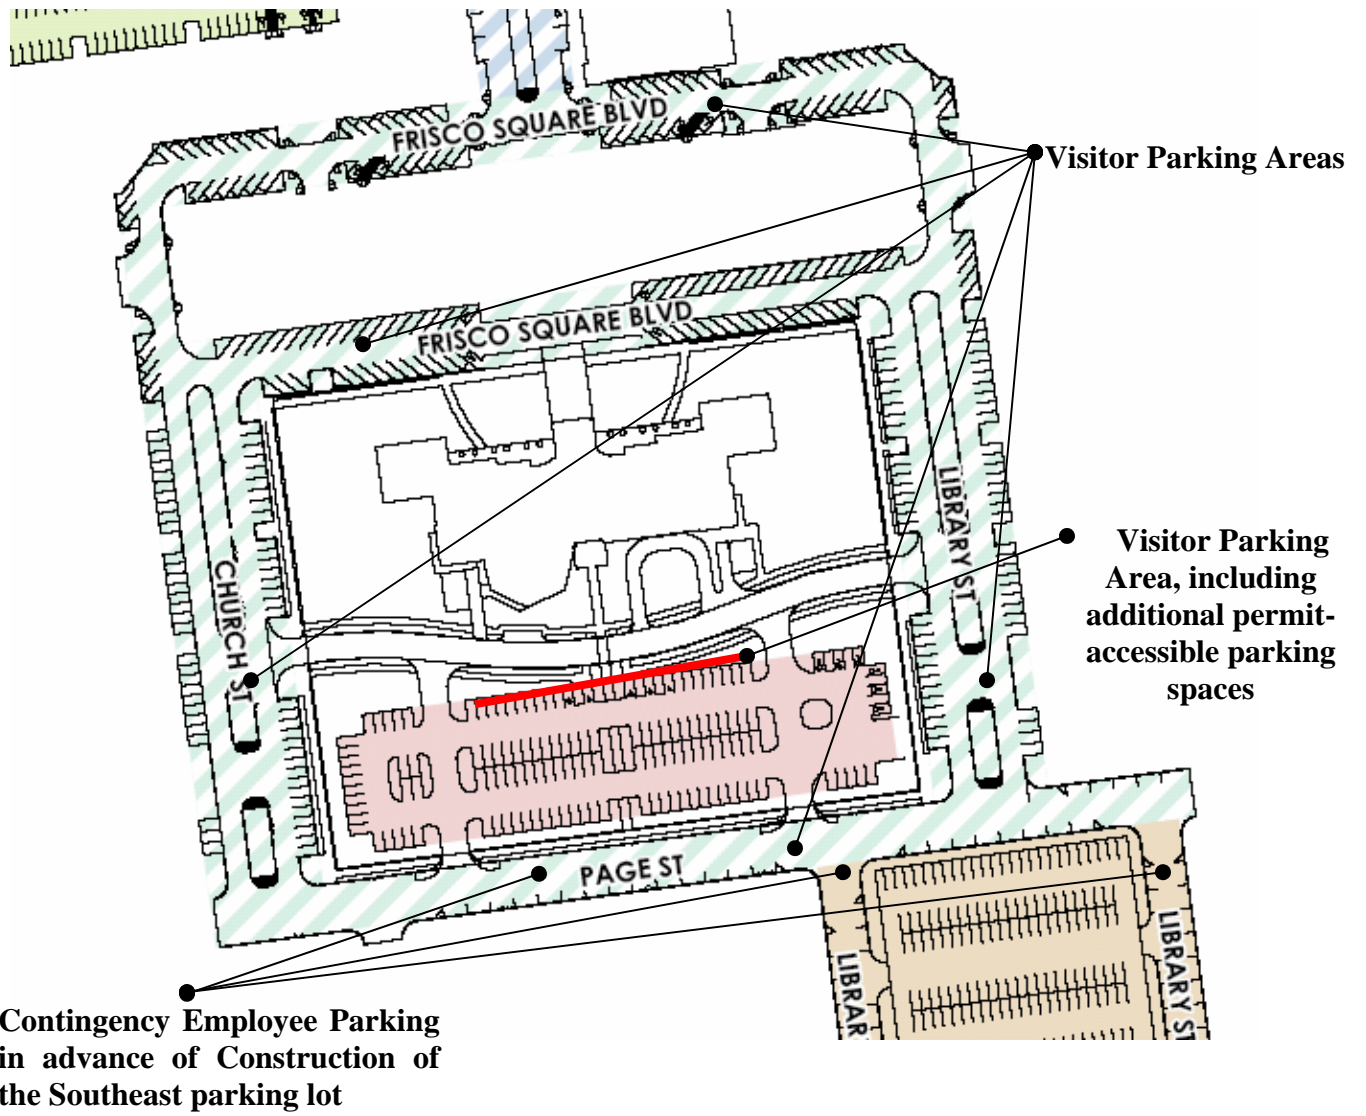 FRISCO SQUARE BLVD
Visitor Parking Areas
FRISCO SQUARE BLVD
LIBRARY ST
Visitor Parking
Area, including
additional permit-
accessible parking
spaces
CHURCH ST
PAGE ST
LIBRAR
LIBRARY ST
Contingency Employee Parking
in advance of Construction of
the Southeast parking lot